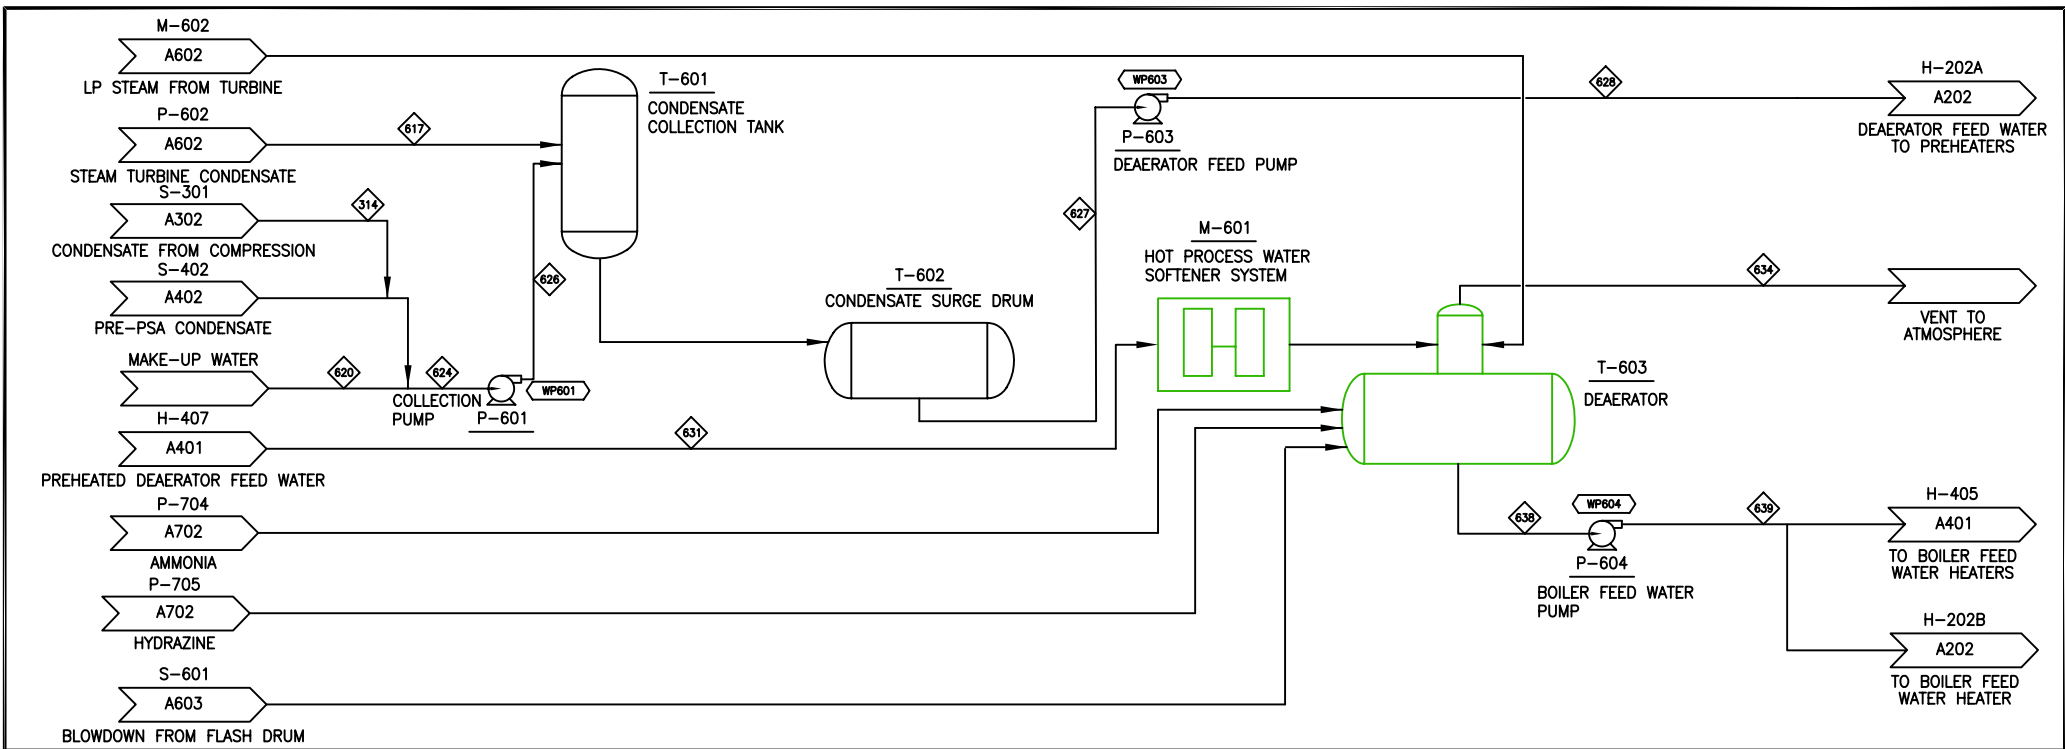 M-602
A602
LP STEAM FROM TURBINE
P-602
A602
STEAM TURBINE CONDENSATE
617
S-301
A302
CONDENSATE FROM COMPRESSION
314
S-402
A402
PRE-PSA CONDENSATE
MAKE-UP WATER
620
624
COLLECTION
PUMP
P-601
WP601
626
H-407
A401
PREHEATED DEAERATOR FEED WATER
631
P-704
A702
AMMONIA
P-705
A702
HYDRAZINE
S-601
A603
BLOWDOWN FROM FLASH DRUM
T-601
CONDENSATE
COLLECTION TANK
T-602
CONDENSATE SURGE DRUM
627
WP603
P-603
DEAERATOR FEED PUMP
M-601
HOT PROCESS WATER
SOFTENER SYSTEM
628
H-202A
A202
DEAERATOR FEED WATER
TO PREHEATERS
634
VENT TO
ATMOSPHERE
T-603
DEAERATOR
638
WP604
P-604
BOILER FEED WATER
PUMP
639
H-405
A401
TO BOILER FEED
WATER HEATERS
H-202B
A202
TO BOILER FEED
WATER HEATER